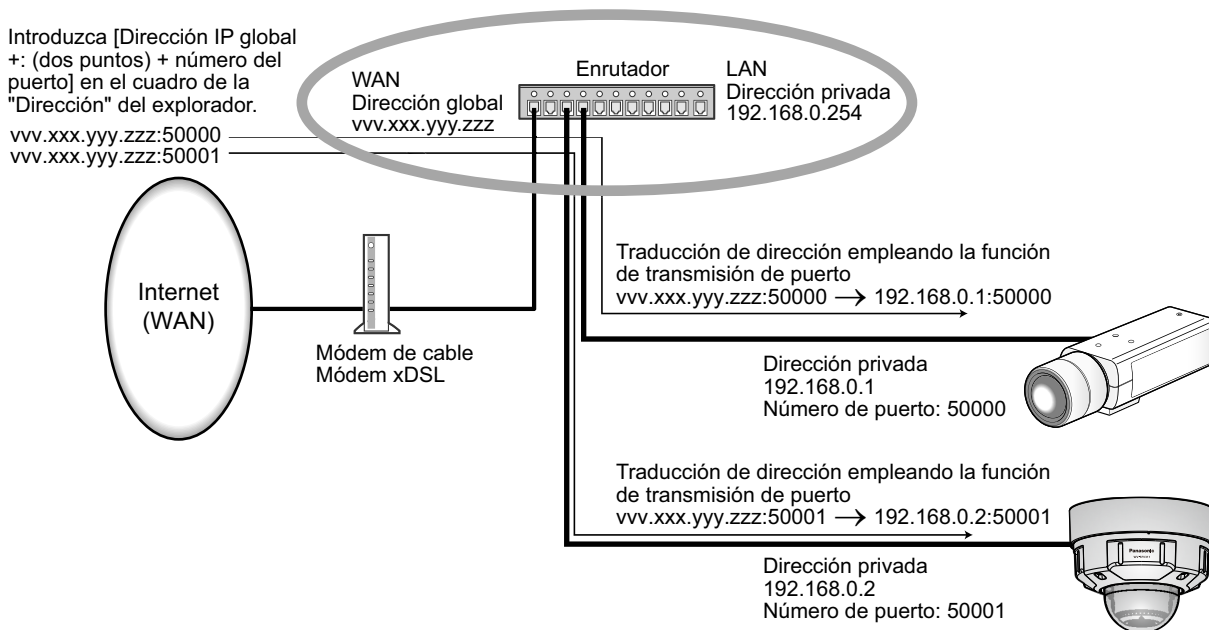 Introduzca [Dirección IP global
+: (dos puntos) + número del
puerto] en el cuadro de la
"Dirección" del explorador.
vvv.xxx.yyy.zzz:50000
vvv.xxx.yyy.zzz:50001
WAN
Dirección global
vvv.xxx.yyy.zzz
Enrutador
LAN
Dirección privada
192.168.0.254
Internet
(WAN)
Módem de cable
Módem xDSL
Traducción de dirección empleando la función
de transmisión de puerto
vvv.xxx.yyy.zzz:50000 → 192.168.0.1:50000
Dirección privada
192.168.0.1
Número de puerto: 50000
Traducción de dirección empleando la función
de transmisión de puerto
vvv.xxx.yyy.zzz:50001 → 192.168.0.2:50001
Panasonic
Dirección privada
192.168.0.2
Número de puerto: 50001